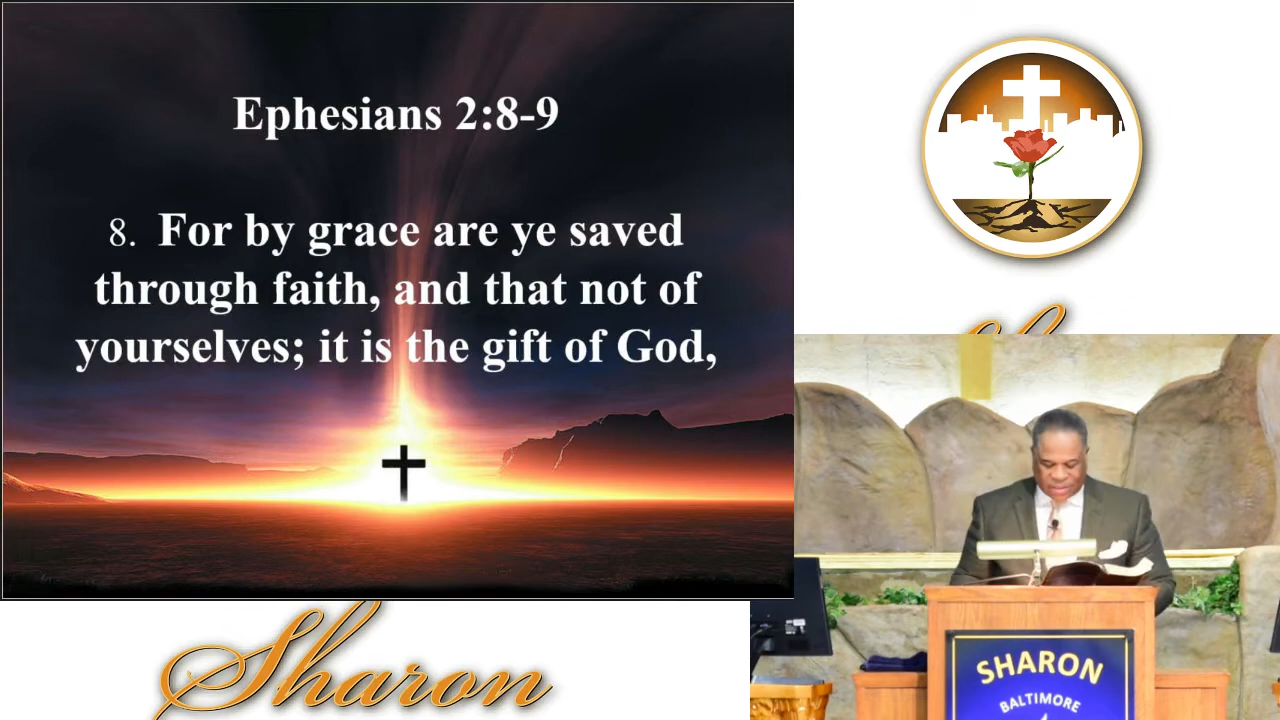 Ephesians 2:8-9
8. For by grace are ye saved
through faith, and that not of
yourselves; it is the gift of God,
Sharon
SHARON
BALTIMORE